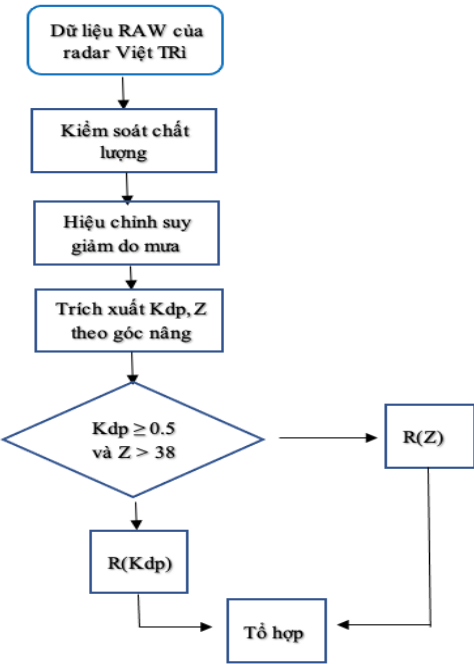 Dữ liệu RAW của
radar Việt TRì
Kiểm soát chất
lượng
Hiệu chỉnh suy
giảm do mưa
Trích xuất Kdp, Z
theo góc nâng
Kdp ≥ 0.5
và Z > 38
R(Z)
R(Kdp)
Tổ hợp